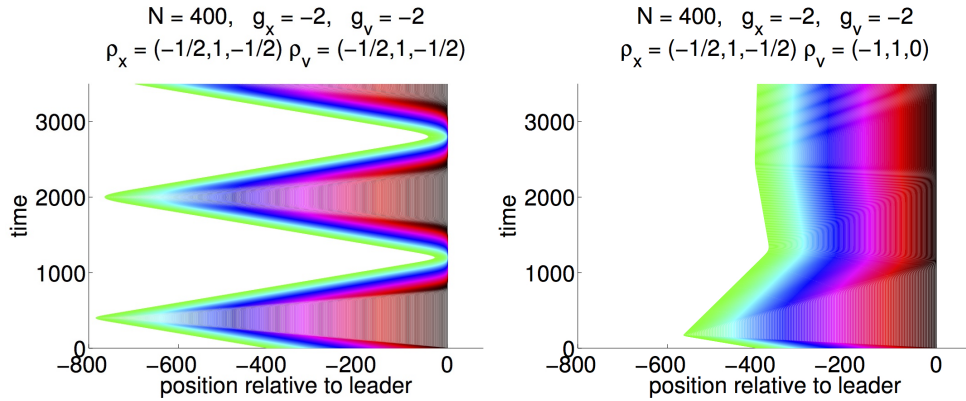 N = 400, g_x = −2, g_v = −2
ρ_x = (−1/2,1,−1/2) ρ_v = (−1/2,1,−1/2)
time
3000
2000
1000
0
−800 −600 −400 −200 0
position relative to leader
N = 400, g_x = −2, g_v = −2
ρ_x = (−1/2,1,−1/2) ρ_v = (−1,1,0)
time
3000
2000
1000
0
−800 −600 −400 −200 0
position relative to leader